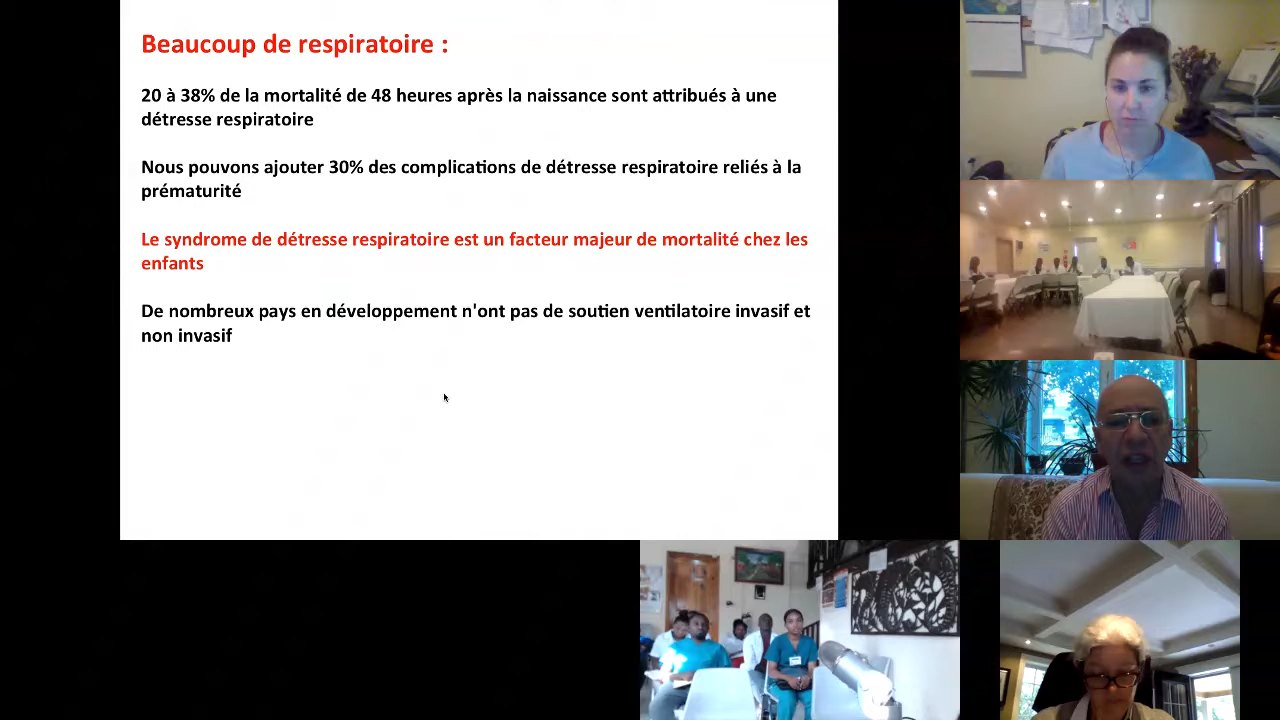 Beaucoup de respiratoire :
20 à 38% de la mortalité de 48 heures après la naissance sont attribués à une
détresse respiratoire
Nous pouvons ajouter 30% des complications de détresse respiratoire reliés à la
prématurité
Le syndrome de détresse respiratoire est un facteur majeur de mortalité chez les
enfants
De nombreux pays en développement n'ont pas de soutien ventilatoire invasif et
non invasif